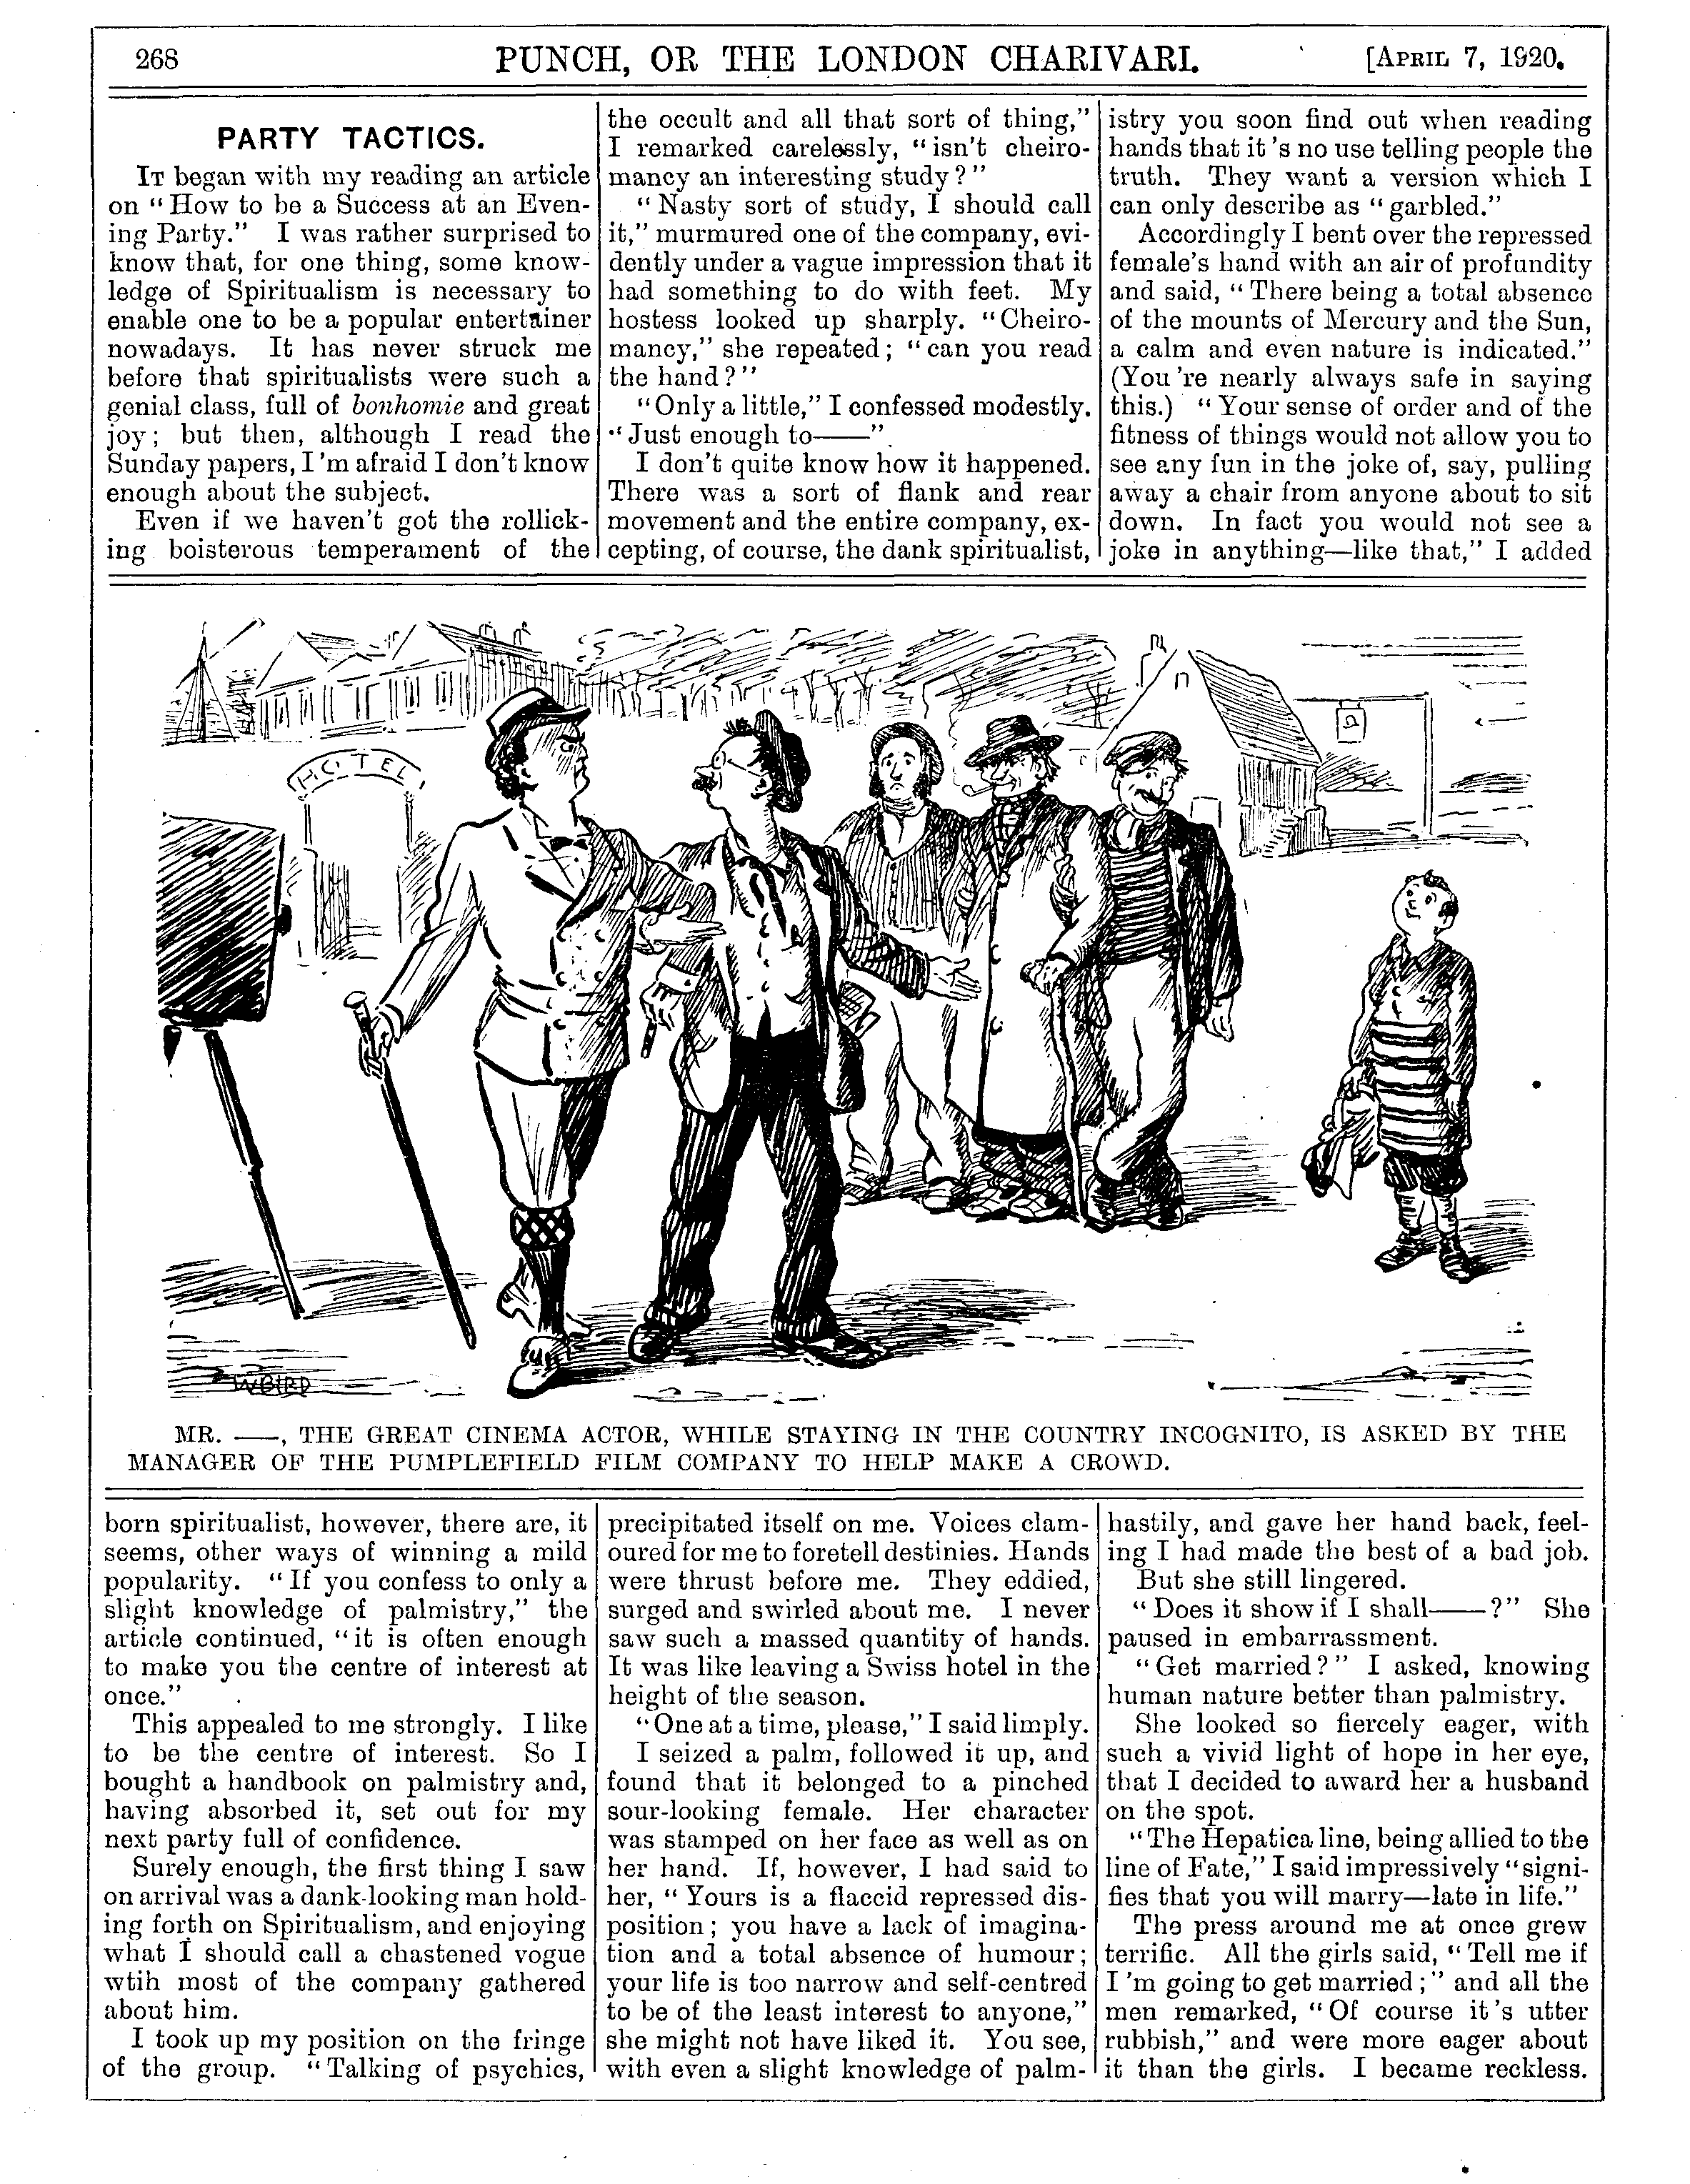 268
PUNCH, OR THE LONDON CHARIVARI.
[APRIL 7, 1920.
PARTY TACTICS.
IT began with my reading an article
on “How to be a Success at an Even-
ing Party.” I was rather surprised to
know that, for one thing, some know-
ledge of Spiritualism is necessary to
enable one to be a popular entertainer
nowadays. It has never struck me
before that spiritualists were such a
genial class, full of bonhomie and great
joy; but then, although I read the
Sunday papers, I'm afraid I don't know
enough about the subject.
Even if we haven't got the rollick-
ing boisterous temperament of the
born spiritualist, however, there are, it
seems, other ways of winning a mild
popularity. “If you confess to only a
slight knowledge of palmistry,” the
article continued, “it is often enough
to make you the centre of interest at
once.”
This appealed to me strongly. I like
to be the centre of interest. So I
bought a handbook on palmistry and,
having absorbed it, set out for my
next party full of confidence.
Surely enough, the first thing I saw
on arrival was a dank-looking man hold-
ing forth on Spiritualism, and enjoying
what I should call a chastened vogue
wtih most of the company gathered
about him.
I took up my position on the fringe
of the group. “Talking of psychics,
the occult and all that sort of thing,”
I remarked carelessly, “isn't cheiro-
mancy an interesting study?”
“Nasty sort of study, I should call
it,” murmured one of the company, evi-
dently under a vague impression that it
had something to do with feet. My
hostess looked up sharply. “Cheiro-
mancy,” she repeated; “can you read
the hand?”
“Only a little,” I confessed modestly.
“Just enough to——”
I don't quite know how it happened.
There was a sort of flank and rear
movement and the entire company, ex-
cepting, of course, the dank spiritualist,
precipitated itself on me. Voices clam-
oured for me to foretell destinies. Hands
were thrust before me. They eddied,
surged and swirled about me. I never
saw such a massed quantity of hands.
It was like leaving a Swiss hotel in the
height of the season.
“One at a time, please,” I said limply.
I seized a palm, followed it up, and
found that it belonged to a pinched
sour-looking female. Her character
was stamped on her face as well as on
her hand. If, however, I had said to
her, “Yours is a flaccid repressed dis-
position; you have a lack of imagina-
tion and a total absence of humour;
your life is too narrow and self-centred
to be of the least interest to anyone,”
she might not have liked it. You see,
with even a slight knowledge of palm-
istry you soon find out when reading
hands that it's no use telling people the
truth. They want a version which I
can only describe as “garbled.”
Accordingly I bent over the repressed
female's hand with an air of profundity
and said, “There being a total absence
of the mounts of Mercury and the Sun,
a calm and even nature is indicated.”
(You're nearly always safe in saying
this.) “Your sense of order and of the
fitness of things would not allow you to
see any fun in the joke of, say, pulling
away a chair from anyone about to sit
down. In fact you would not see a
joke in anything—like that,” I added
hastily, and gave her hand back, feel-
ing I had made the best of a bad job.
But she still lingered.
“Does it show if I shall——?” She
paused in embarrassment.
“Get married?” I asked, knowing
human nature better than palmistry.
She looked so fiercely eager, with
such a vivid light of hope in her eye,
that I decided to award her a husband
on the spot.
“The Hepatica line, being allied to the
line of Fate,” I said impressively “signi-
fies that you will marry—late in life.”
The press around me at once grew
terrific. All the girls said, “Tell me if
I'm going to get married;” and all the
men remarked, “Of course it's utter
rubbish,” and were more eager about
it than the girls. I became reckless.
HOTEL
W BIRD
MR. ——, THE GREAT CINEMA ACTOR, WHILE STAYING IN THE COUNTRY INCOGNITO, IS ASKED BY THE
MANAGER OF THE PUMPLEFIELD FILM COMPANY TO HELP MAKE A CROWD.